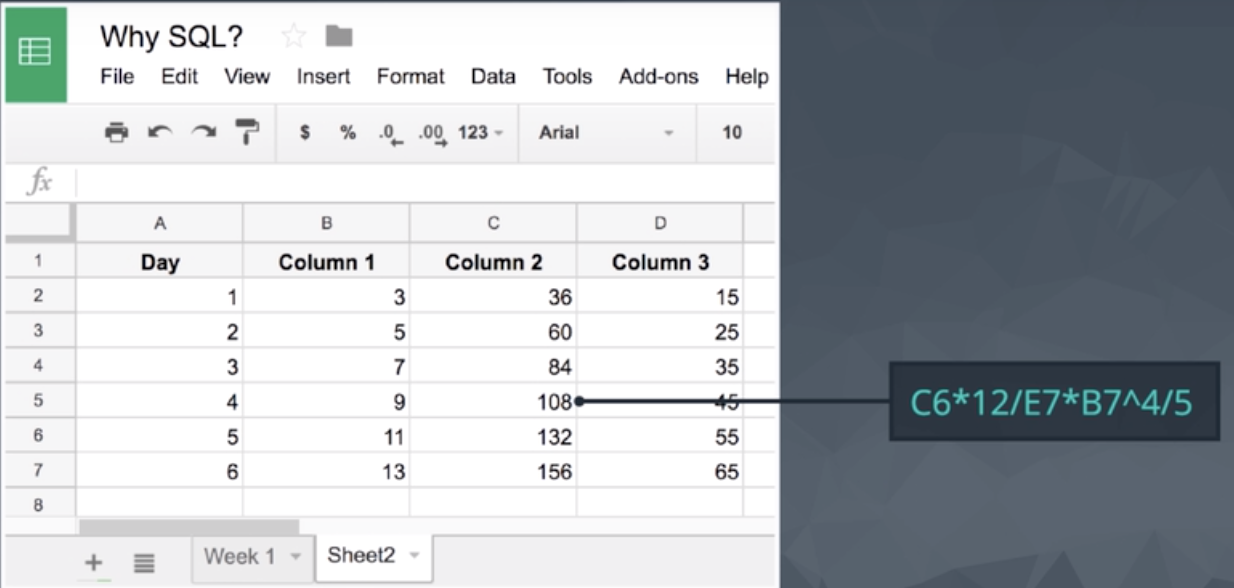 Why SQL?
File Edit View Insert Format Data Tools Add-ons Help
$ % .0 .00 123 Arial 10
fx
A B C D
1 Day Column 1 Column 2 Column 3
2 1 3 36 15
3 2 5 60 25
4 3 7 84 35
5 4 9 108 45
C6*12/E7*B7^4/5
6 5 11 132 55
7 6 13 156 65
8
+ Week 1 Sheet2